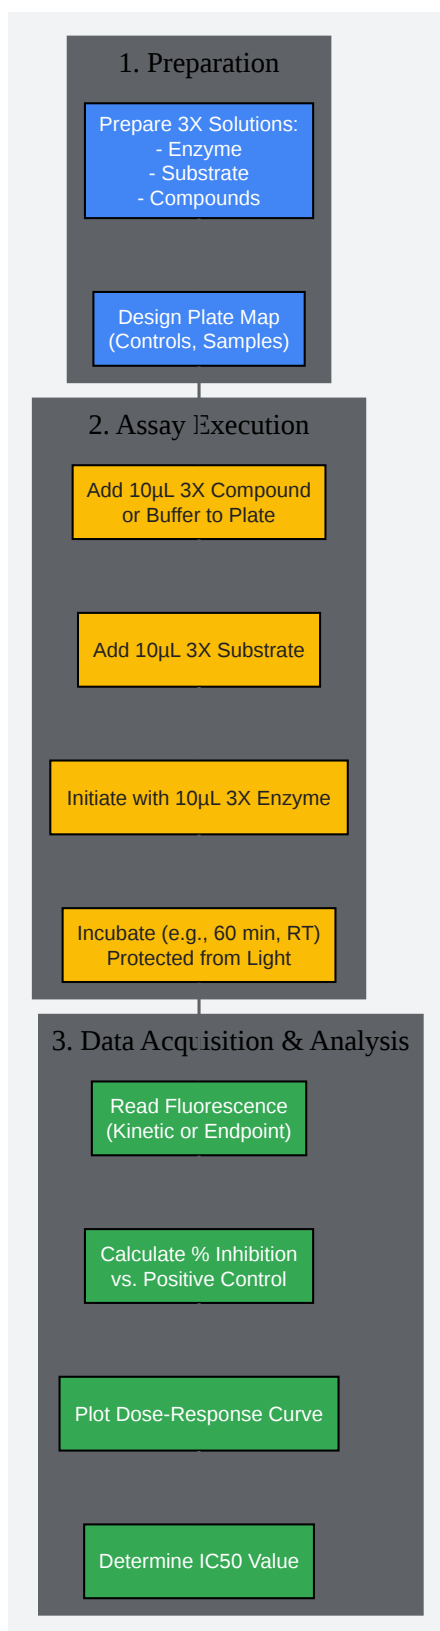 1. Preparation
Prepare 3X Solutions:
- Enzyme
- Substrate
- Compounds
Design Plate Map
(Controls, Samples)
2. Assay Execution
Add 10µL 3X Compound
or Buffer to Plate
Add 10µL 3X Substrate
Initiate with 10µL 3X Enzyme
Incubate (e.g., 60 min, RT)
Protected from Light
3. Data Acquisition & Analysis
Read Fluorescence
(Kinetic or Endpoint)
Calculate % Inhibition
vs. Positive Control
Plot Dose-Response Curve
Determine IC50 Value